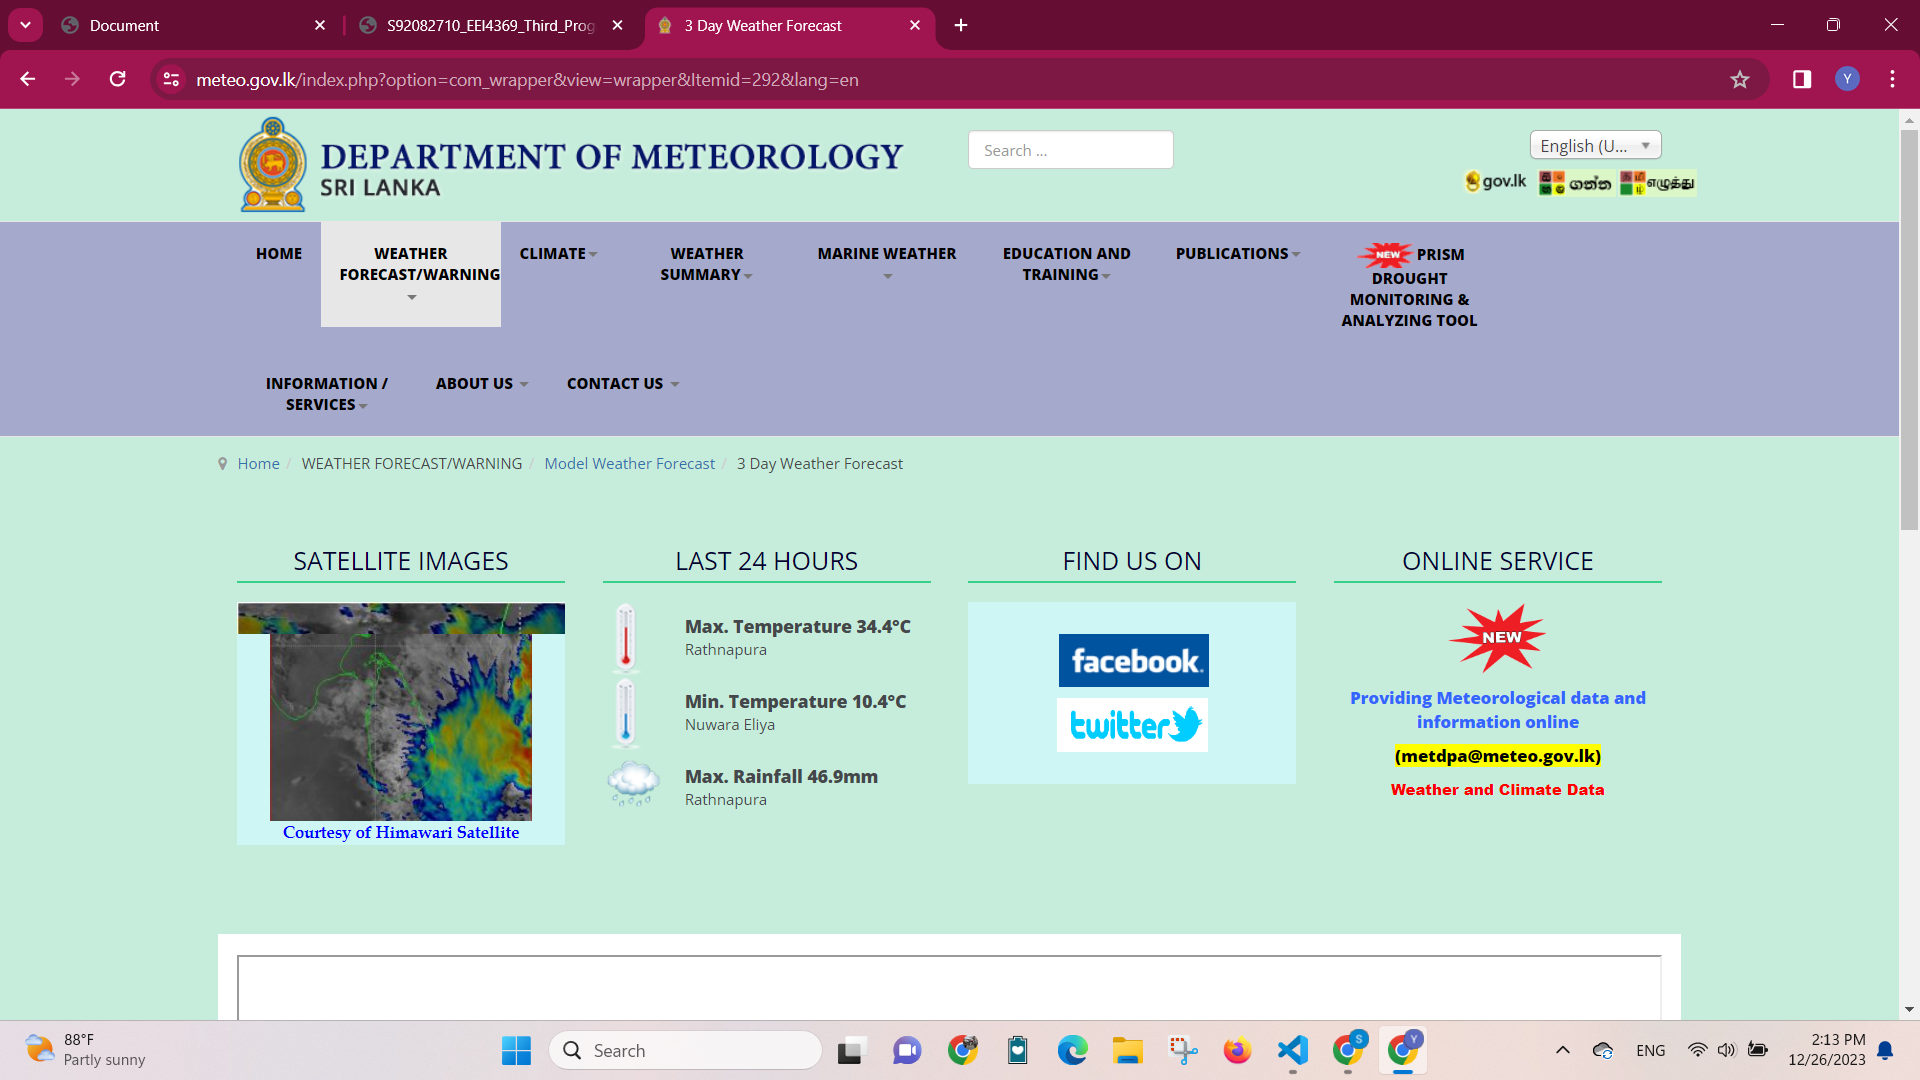 Document
S92082710_EEI4369_Third_Prog
3 Day Weather Forecast
meteo.gov.lk/index.php?option=com_wrapper&view=wrapper&Itemid=292&lang=en
Y
DEPARTMENT OF METEOROLOGY
SRI LANKA
Search ...
English (U...
gov.lk
ගන්න
எழுத்து
HOME
WEATHER
FORECAST/WARNING
CLIMATE
WEATHER
SUMMARY
MARINE WEATHER
EDUCATION AND
TRAINING
PUBLICATIONS
NEW PRISM
DROUGHT
MONITORING &
ANALYZING TOOL
INFORMATION /
SERVICES
ABOUT US
CONTACT US
Home / WEATHER FORECAST/WARNING / Model Weather Forecast / 3 Day Weather Forecast
SATELLITE IMAGES
Courtesy of Himawari Satellite
LAST 24 HOURS
Max. Temperature 34.4°C
Rathnapura
Min. Temperature 10.4°C
Nuwara Eliya
Max. Rainfall 46.9mm
Rathnapura
FIND US ON
facebook.
twitter
ONLINE SERVICE
NEW
Providing Meteorological data and
information online
(metdpa@meteo.gov.lk)
Weather and Climate Data
88°F
Partly sunny
Search
S
Y
ENG
2:13 PM
12/26/2023